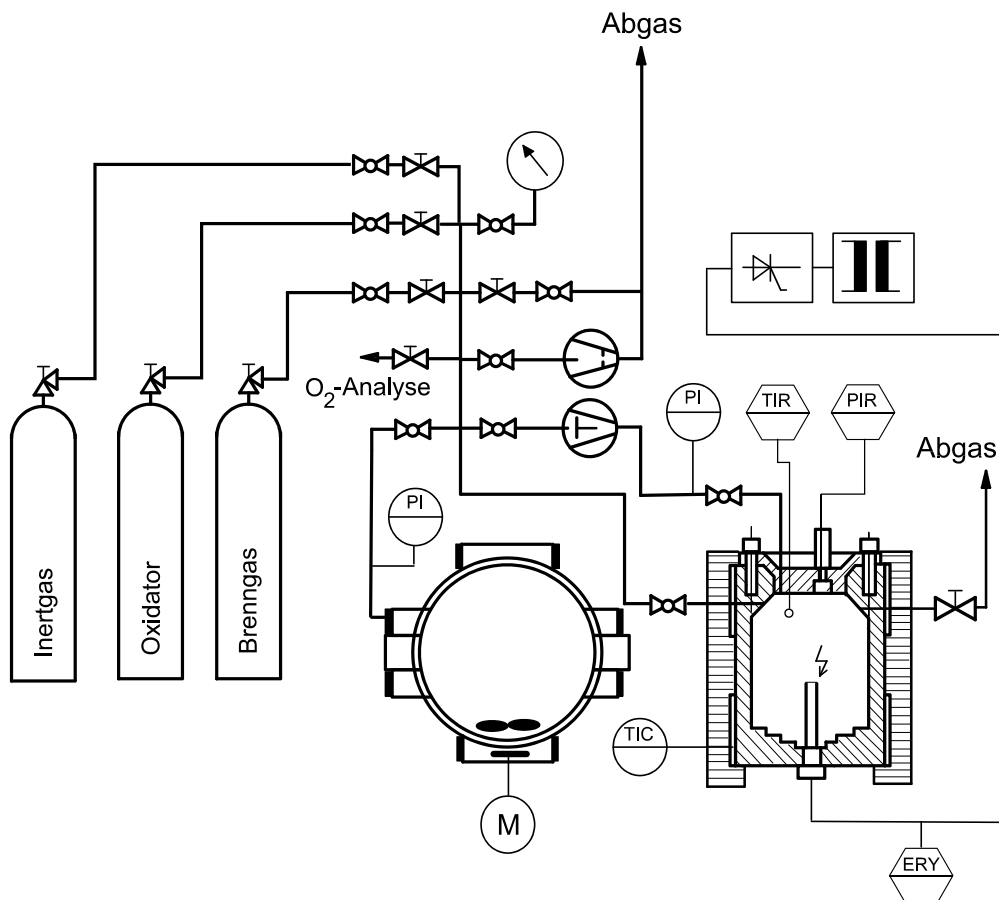 Abgas
O2-Analyse
PI
TIR
PIR
Abgas
PI
Inertgas
Oxidator
Brenngas
TIC
M
ERY